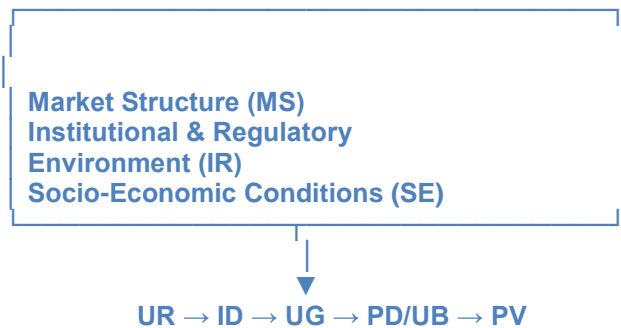 Market Structure (MS)
Institutional & Regulatory
Environment (IR)
Socio-Economic Conditions (SE)
UR → ID → UG → PD/UB → PV